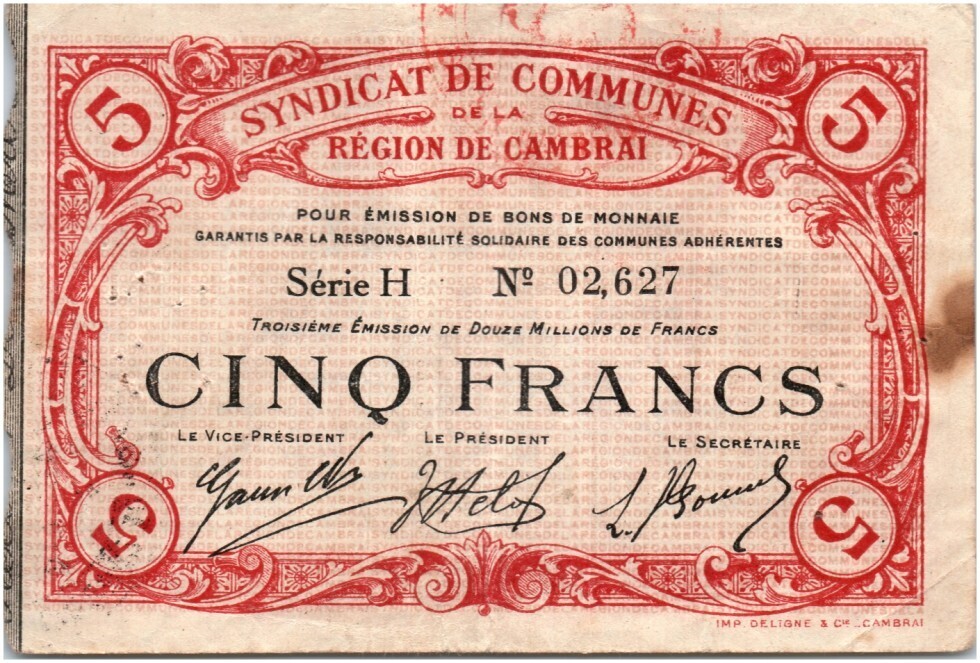 5
5
SYNDICAT DE COMMUNES
DE LA
RÉGION DE CAMBRAI
POUR ÉMISSION DE BONS DE MONNAIE
GARANTIS PAR LA RESPONSABILITÉ SOLIDAIRE DES COMMUNES ADHÉRENTES
Série H Nº 02,627
TROISIÈME ÉMISSION DE DOUZE MILLIONS DE FRANCS
CINQ FRANCS
LE VICE-PRÉSIDENT LE PRÉSIDENT LE SECRÉTAIRE
5
5
IMP. DELIGNE & Cie _ CAMBRAI